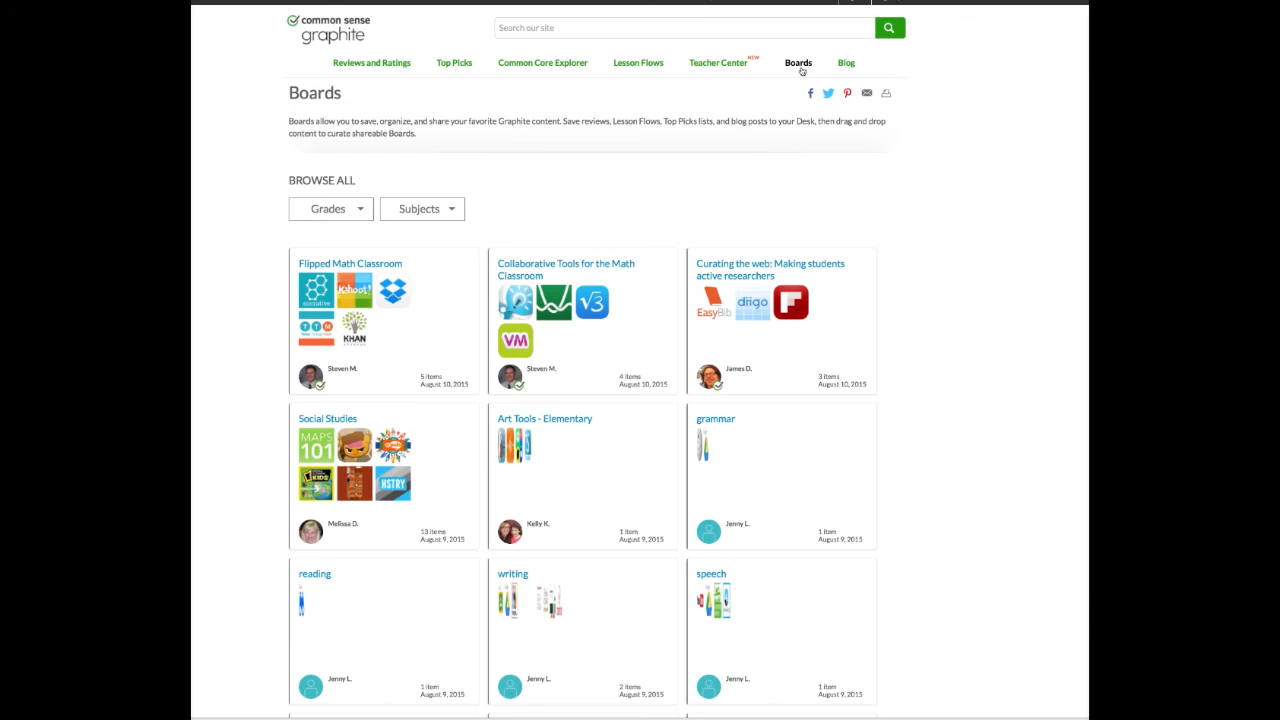 common sense
graphite
Search our site
Reviews and Ratings Top Picks Common Core Explorer Lesson Flows Teacher Center NEW Boards Blog
Boards
Boards allow you to save, organize, and share your favorite Graphite content. Save reviews, Lesson Flows, Top Picks lists, and blog posts to your Desk, then drag and drop
content to curate shareable Boards.
BROWSE ALL
Grades Subjects
Flipped Math Classroom
socrative Kahoot!
TTM
KHAN
Steven M.
5 items
August 10, 2015
Collaborative Tools for the Math
Classroom
√3
VM
Steven M.
4 items
August 10, 2015
Curating the web: Making students
active researchers
EasyBib diigo
James D.
3 items
August 10, 2015
Social Studies
MAPS
101
KIDS HSTRY
Melissa D.
13 items
August 9, 2015
Art Tools - Elementary
Kelly K.
1 item
August 9, 2015
grammar
Jenny L.
1 item
August 9, 2015
reading
Jenny L.
1 item
August 9, 2015
writing
Jenny L.
2 items
August 9, 2015
speech
Jenny L.
1 item
August 9, 2015